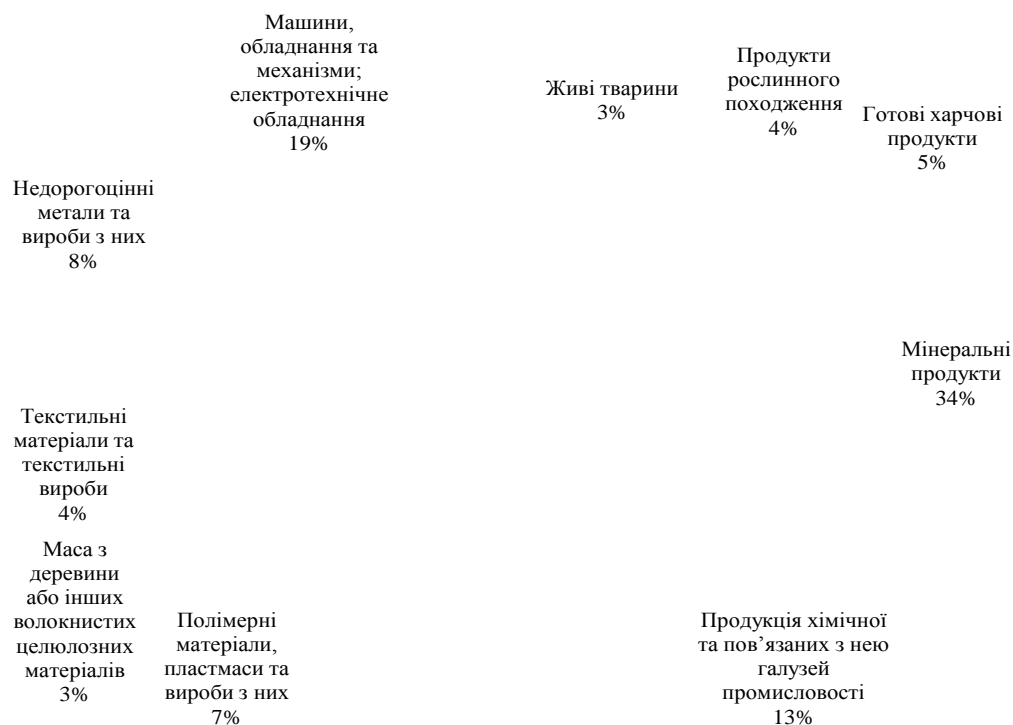 Машини,
обладнання та
механізми;
електротехнічне
обладнання
19%
Живі тварини
3%
Продукти
рослинного
походження
4%
Готові харчові
продукти
5%
Недорогоцінні
метали та
вироби з них
8%
Мінеральні
продукти
34%
Текстильні
матеріали та
текстильні
вироби
4%
Маса з
деревини
або інших
волокнистих
целюлозних
матеріалів
3%
Полімерні
матеріали,
пластмаси та
вироби з них
7%
Продукція хімічної
та пов’язаних з нею
галузей
промисловості
13%